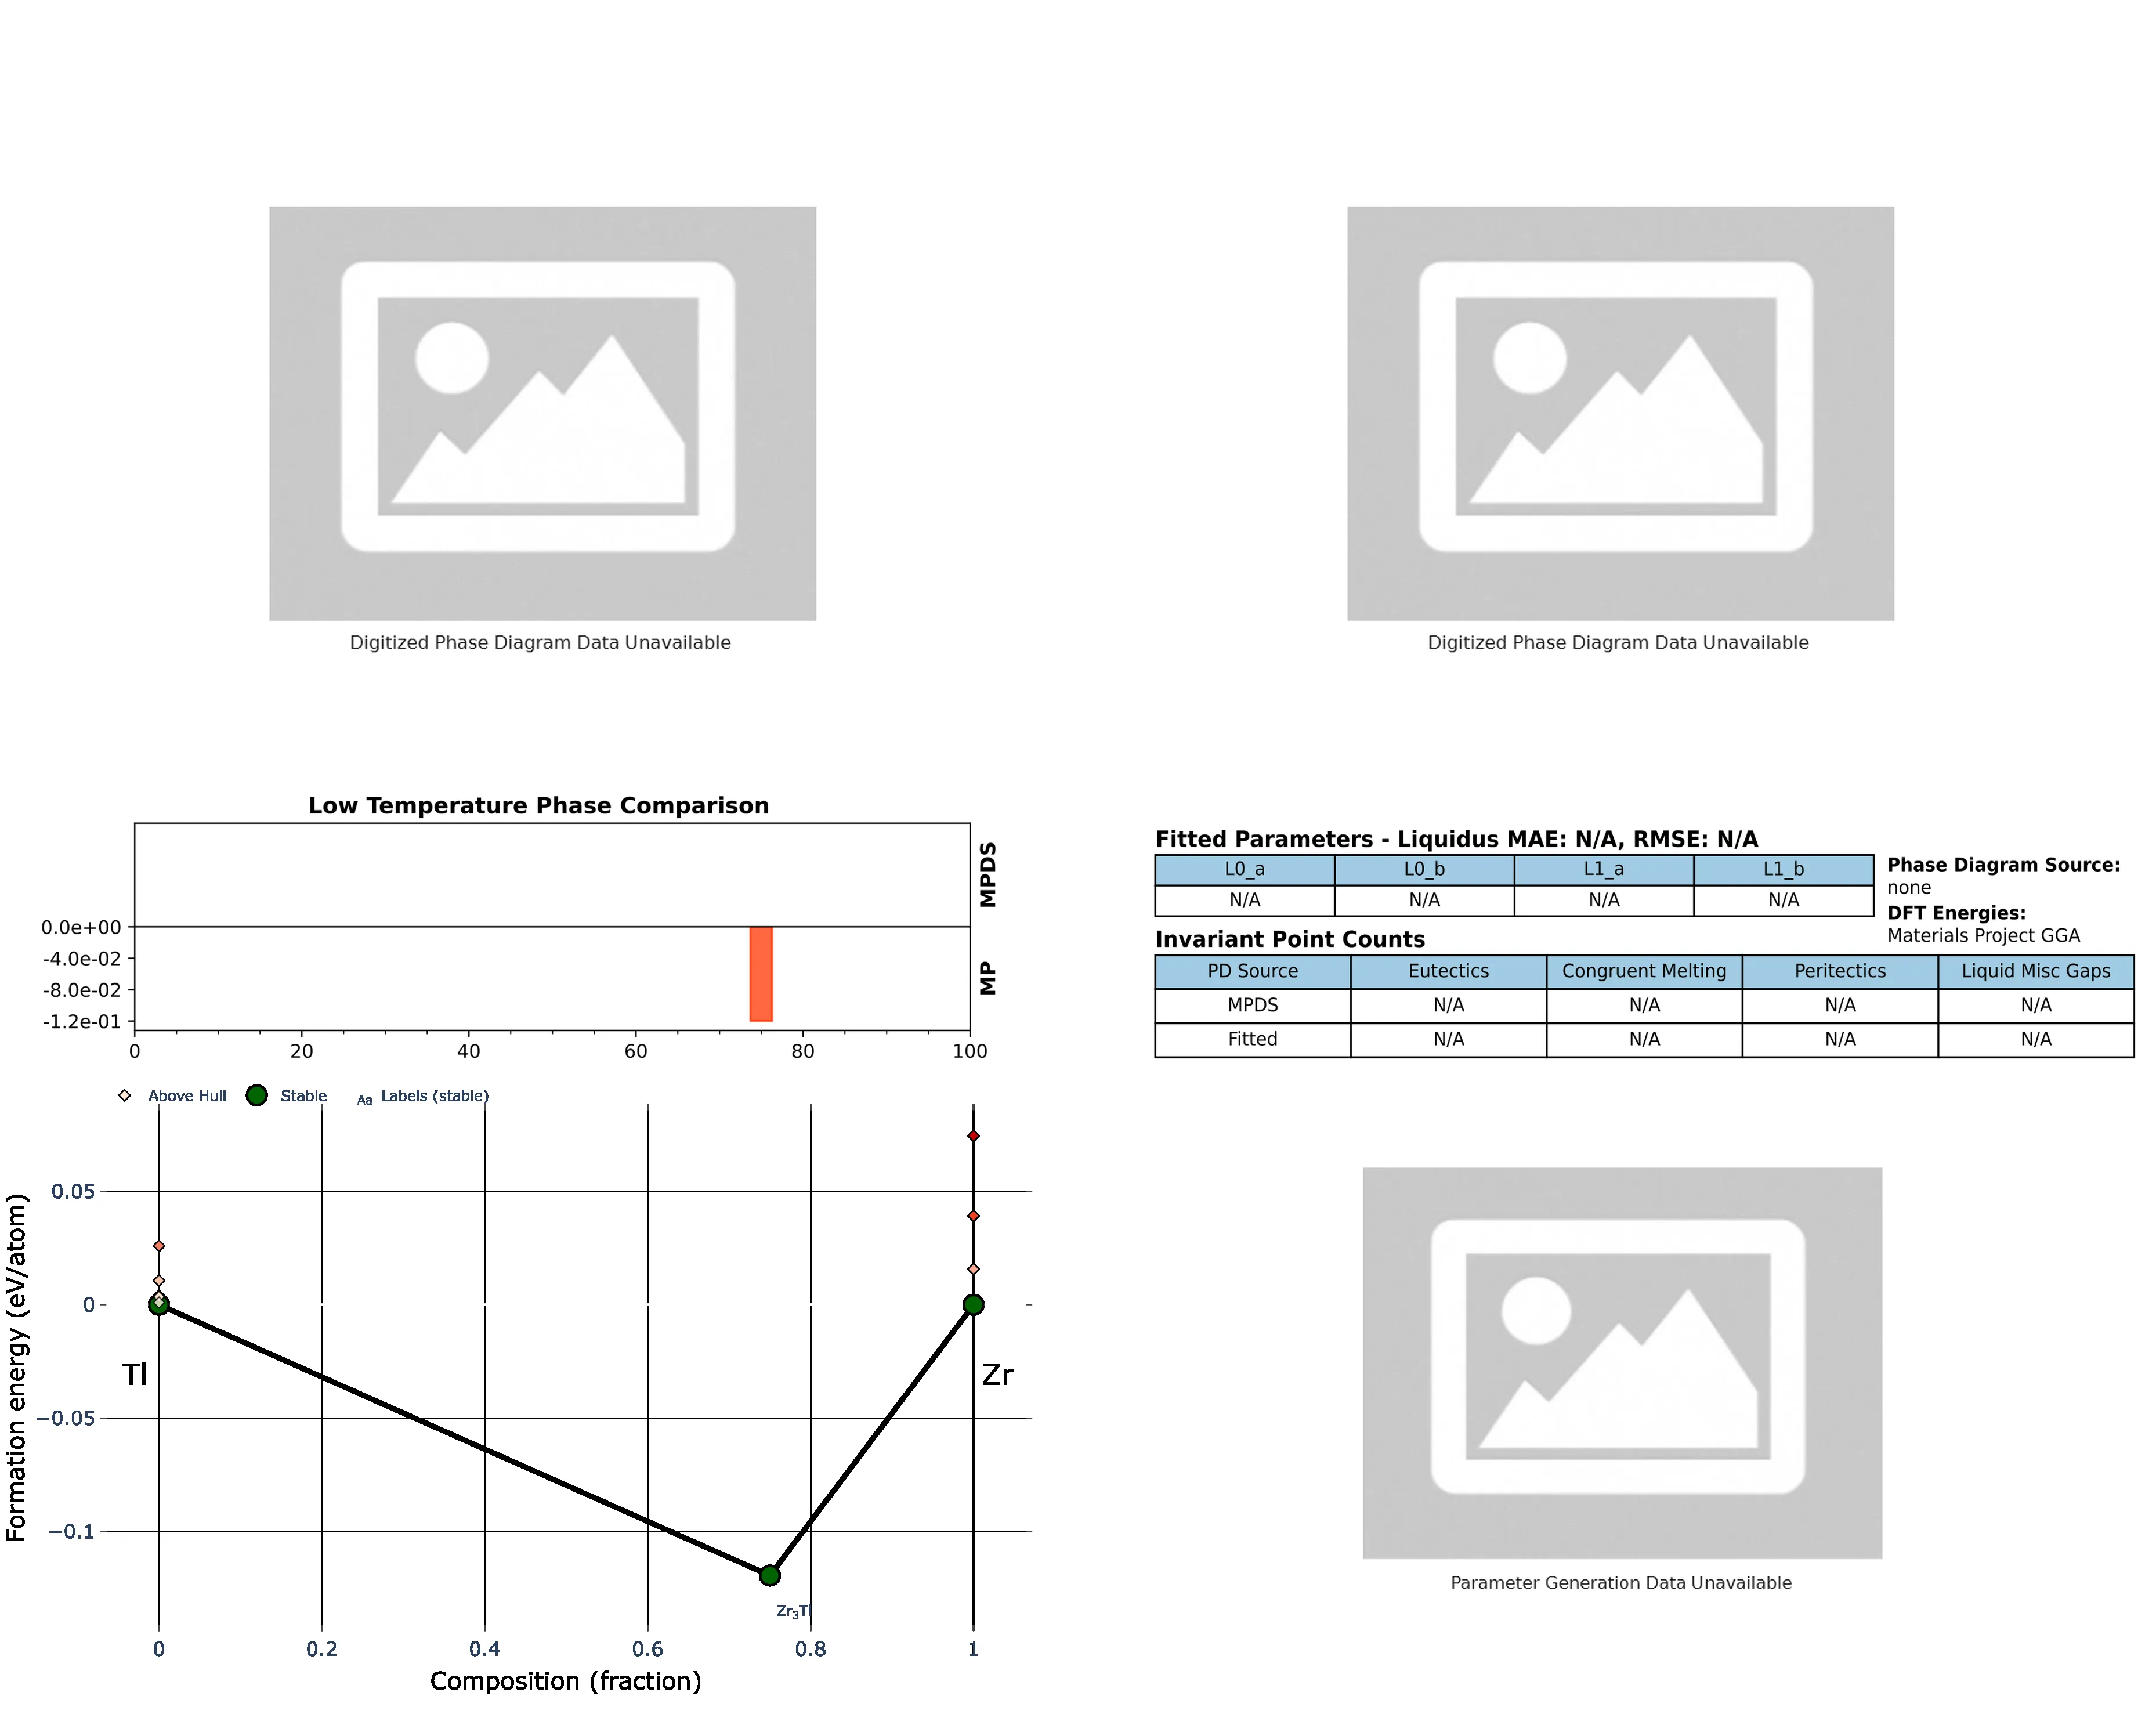 Digitized Phase Diagram Data Unavailable
Digitized Phase Diagram Data Unavailable
Low Temperature Phase Comparison
MPDS
MP
0.0e+00
-4.0e-02
-8.0e-02
-1.2e-01
0 20 40 60 80 100
Fitted Parameters - Liquidus MAE: N/A, RMSE: N/A
L0_a L0_b L1_a L1_b
N/A N/A N/A N/A
Phase Diagram Source:
none
DFT Energies:
Materials Project GGA
Invariant Point Counts
PD Source Eutectics Congruent Melting Peritectics Liquid Misc Gaps
MPDS N/A N/A N/A N/A
Fitted N/A N/A N/A N/A
Above Hull Stable Aa Labels (stable)
Formation energy (eV/atom)
0.05
0
−0.05
−0.1
Tl
Zr
Zr₃Tl
0 0.2 0.4 0.6 0.8 1
Composition (fraction)
Parameter Generation Data Unavailable